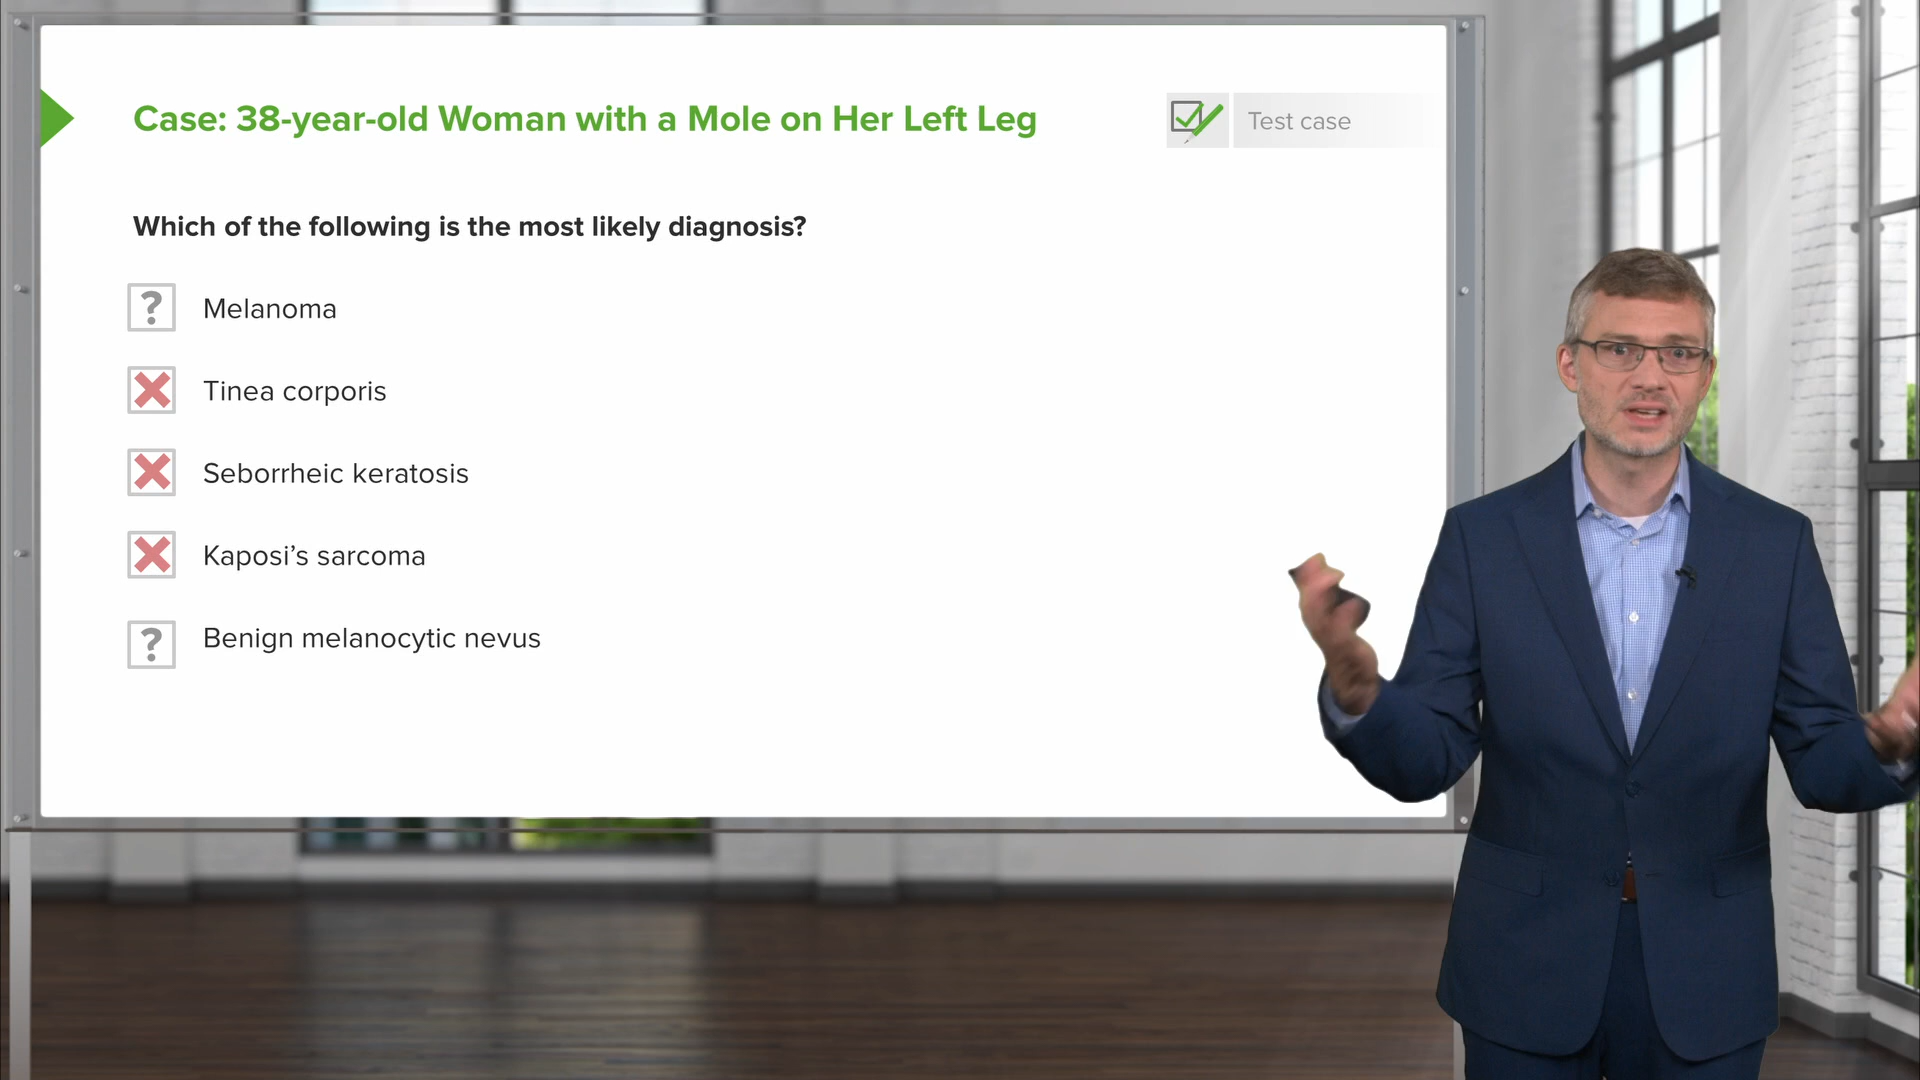 Case: 38-year-old Woman with a Mole on Her Left Leg
Test case
Which of the following is the most likely diagnosis?
? Melanoma
Tinea corporis
Seborrheic keratosis
Kaposi’s sarcoma
? Benign melanocytic nevus